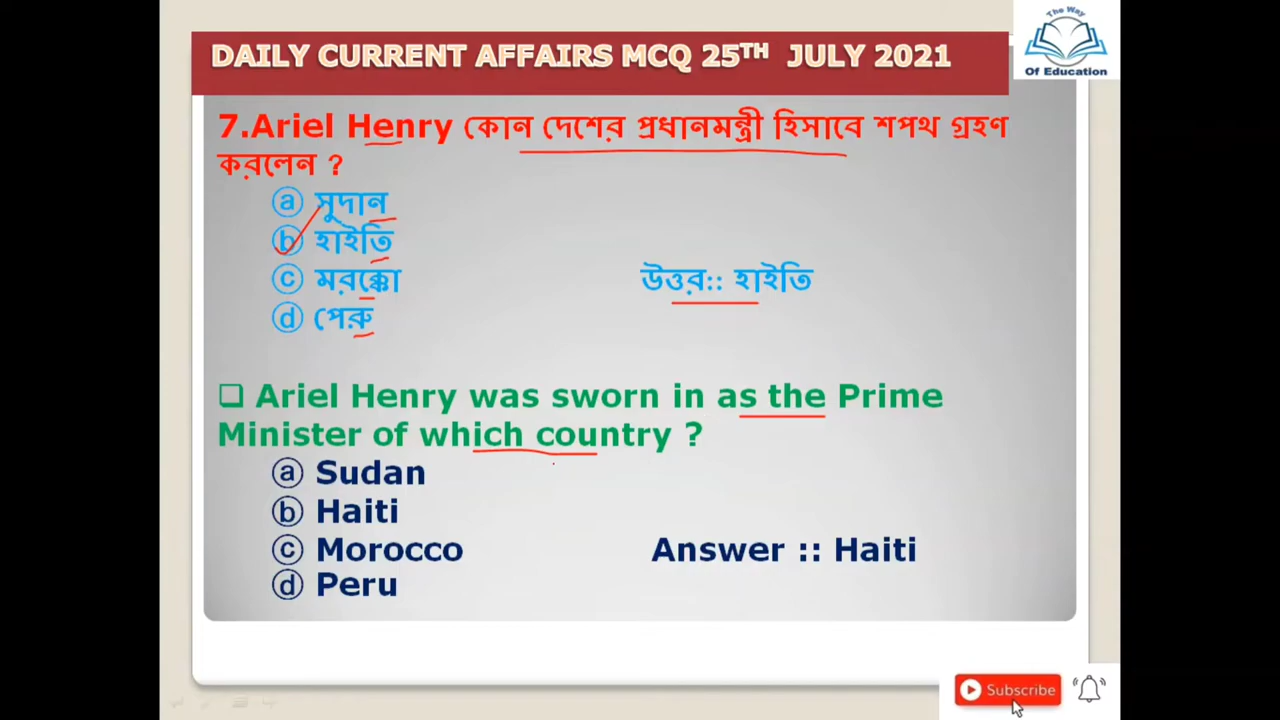 The Way
Of Education
DAILY CURRENT AFFAIRS MCQ 25TH JULY 2021
7.Ariel Henry কোন দেশের প্রধানমন্ত্রী হিসাবে শপথ গ্রহণ
করলেন ?
ⓐ সুদান
ⓑ হাইতি
ⓒ মরক্কো
উত্তর:: হাইতি
ⓓ পেরু
❑ Ariel Henry was sworn in as the Prime
Minister of which country ?
ⓐ Sudan
ⓑ Haiti
ⓒ Morocco
Answer :: Haiti
ⓓ Peru
Subscribe